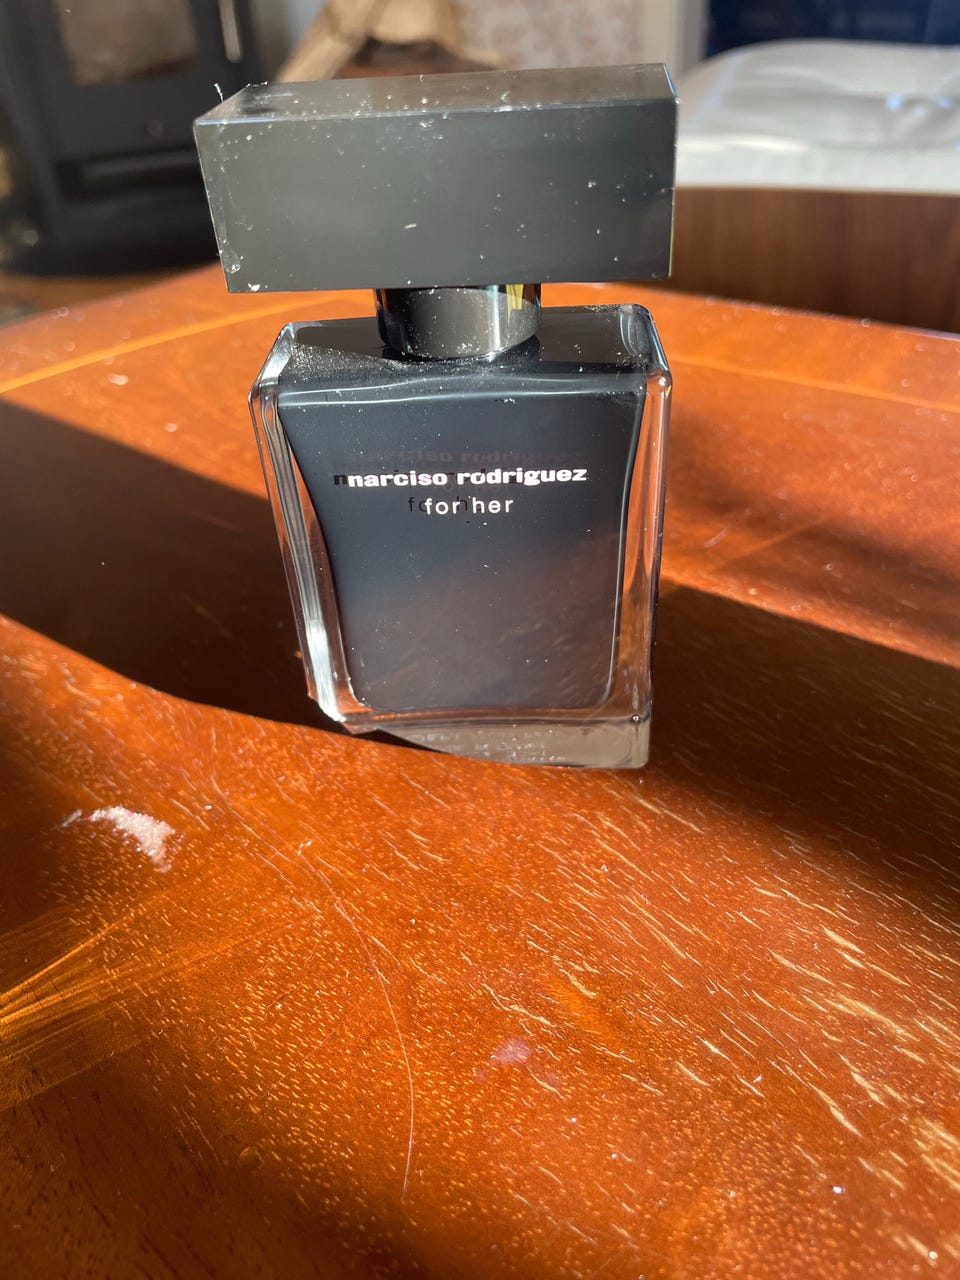 narciso rodriguez
for her